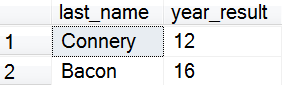 last_name year_result
1 Connery 12
2 Bacon 16